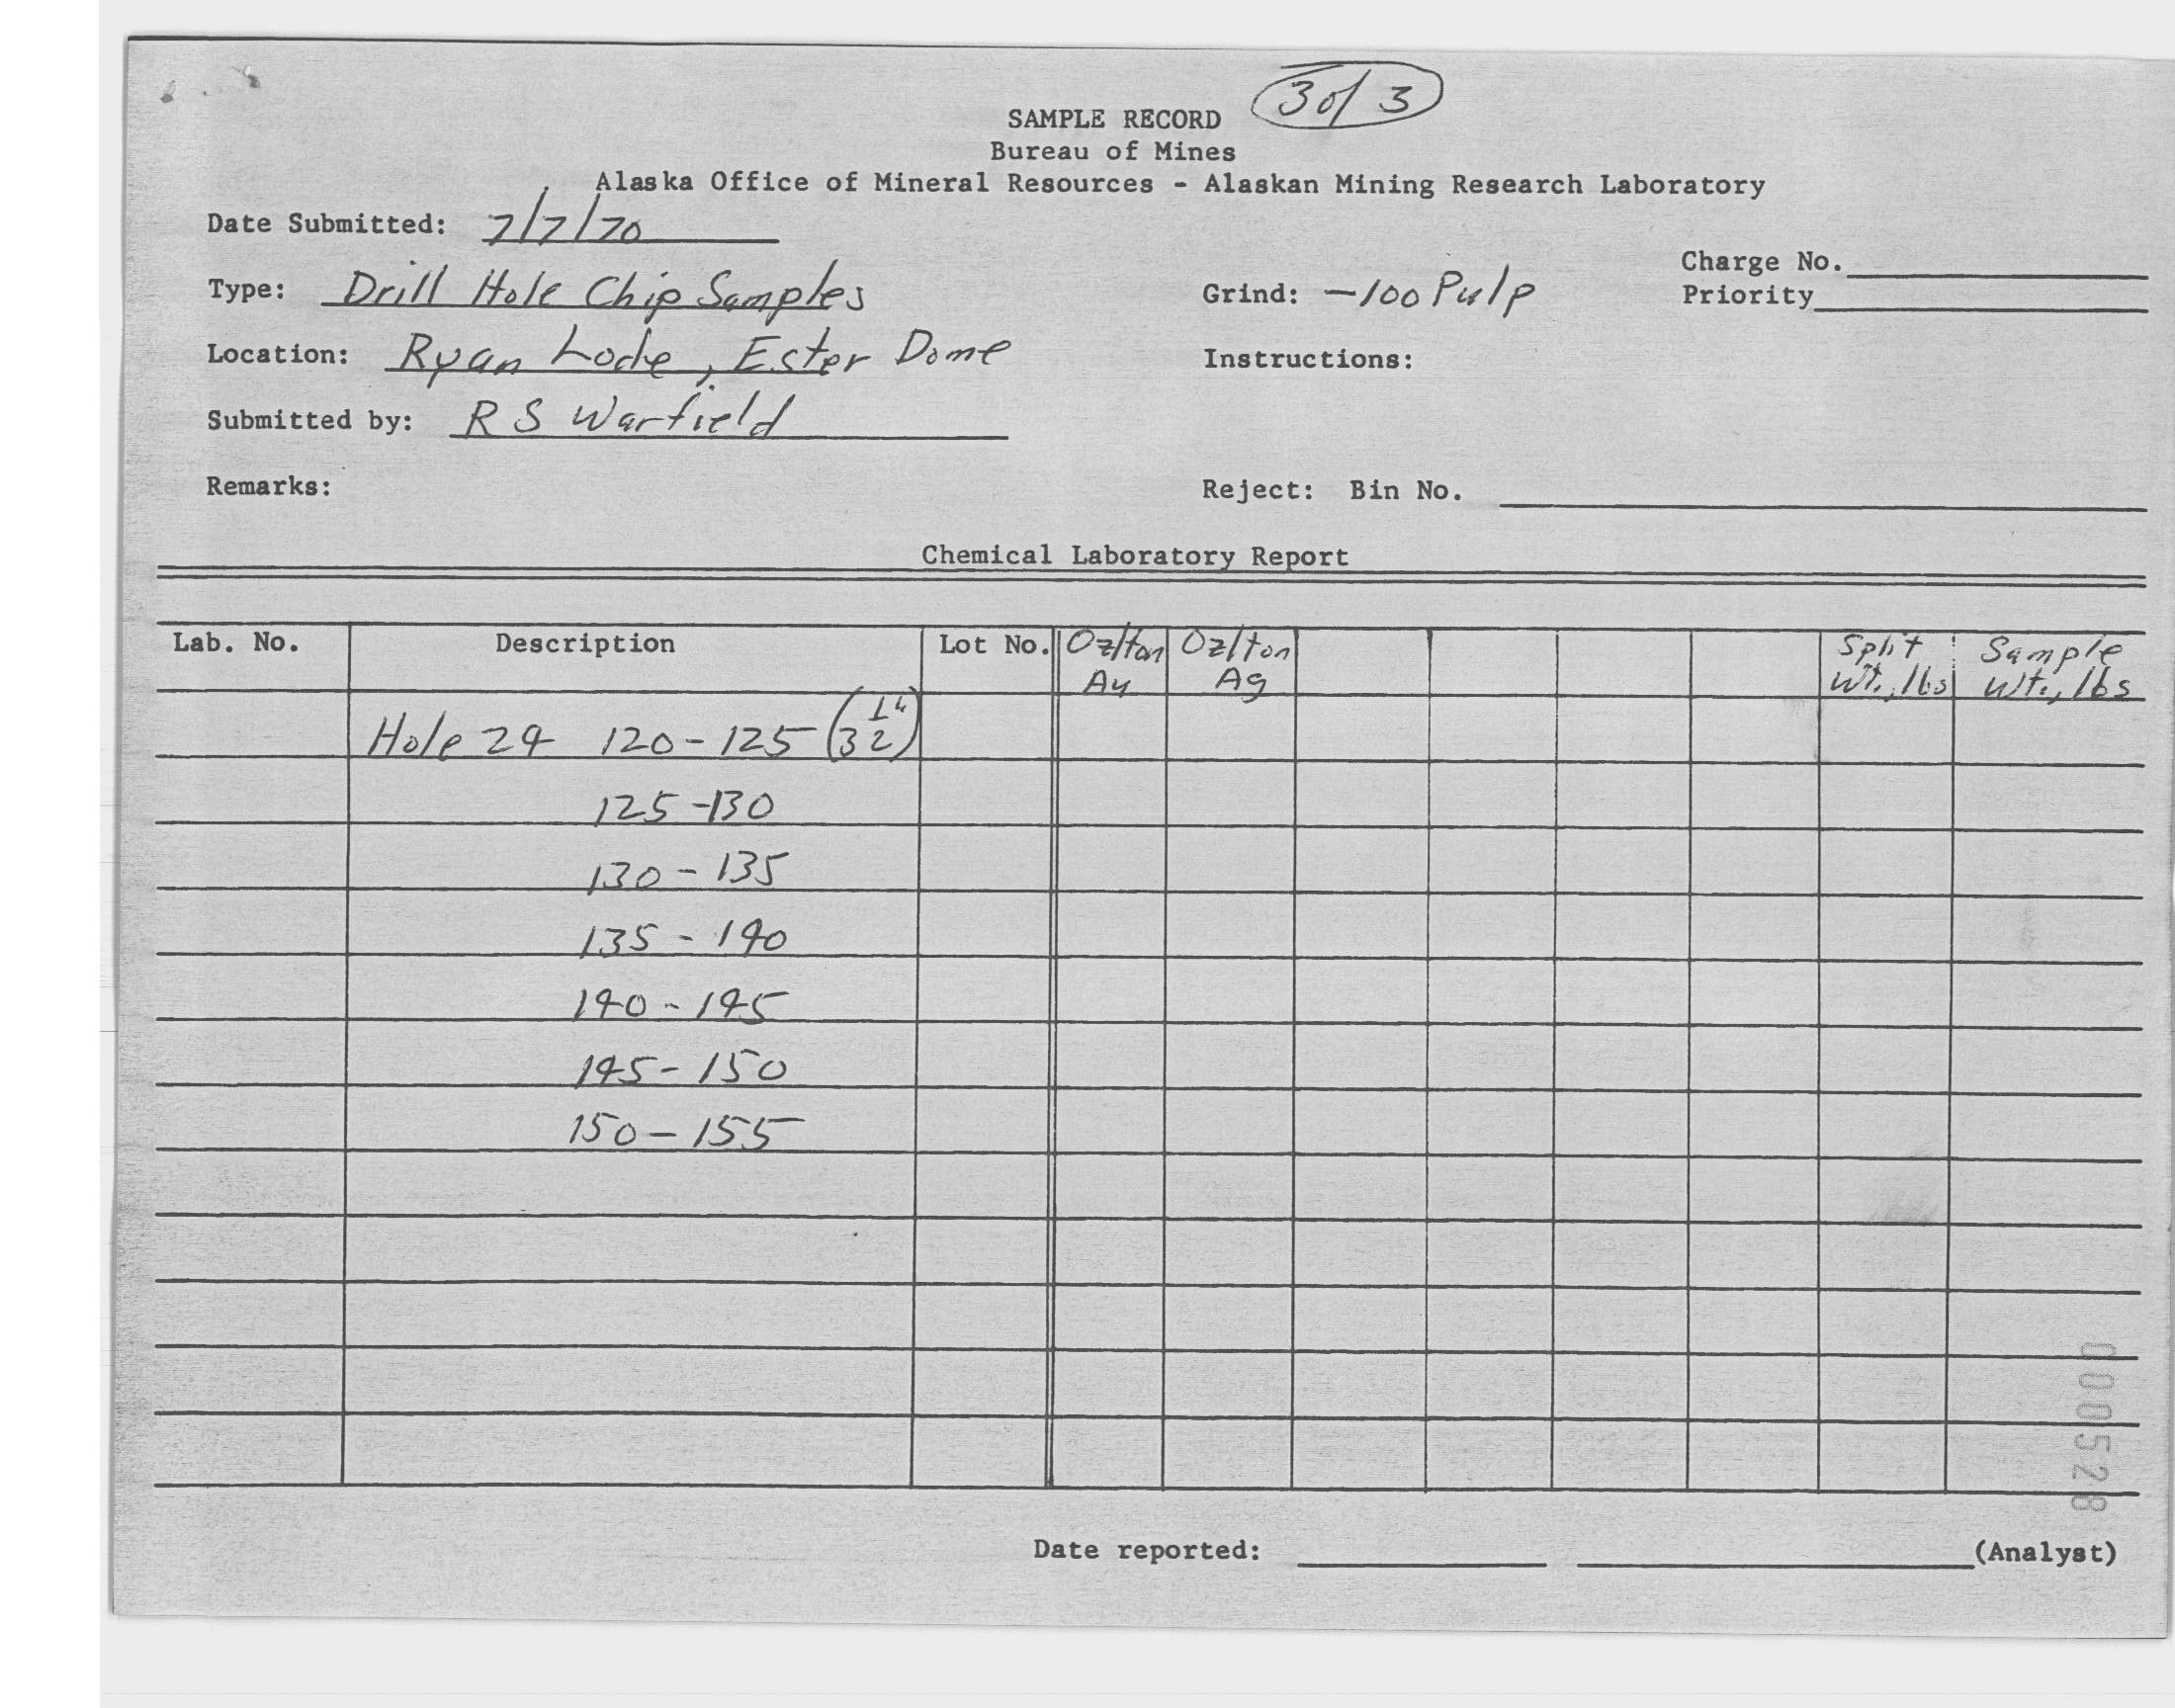 3 of 3
SAMPLE RECORD
Bureau of Mines
Alaska Office of Mineral Resources - Alaskan Mining Research Laboratory
Date Submitted: 7/7/70
Charge No.
Type: Drill Hole Chip Samples Grind: -100 Pulp Priority
Location: Ryan Lode, Ester Dome Instructions:
Submitted by: R S Warfield
Remarks: Reject: Bin No.
Chemical Laboratory Report
Lab. No. Description Lot No. Oz/ton Au Oz/ton Ag Split Wt., lbs Sample Wt., lbs
Hole 24 120-125 (3 1/2")
125-130
130-135
135-140
140-145
145-150
150-155
000528
Date reported: (Analyst)